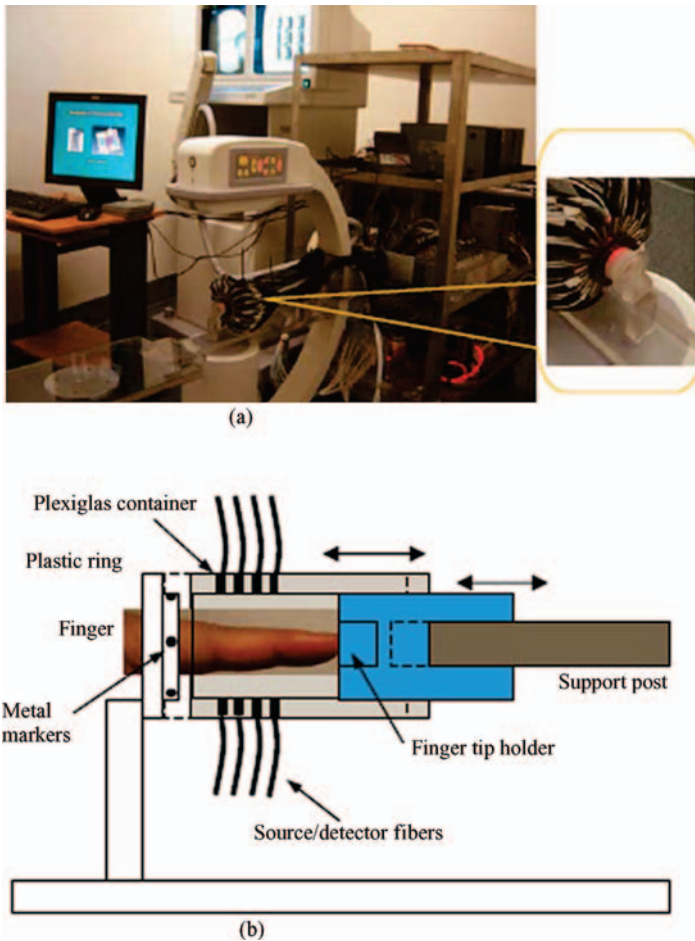 (a)
Plexiglas container
Plastic ring
Finger
Metal
markers
Support post
Finger tip holder
Source/detector fibers
(b)